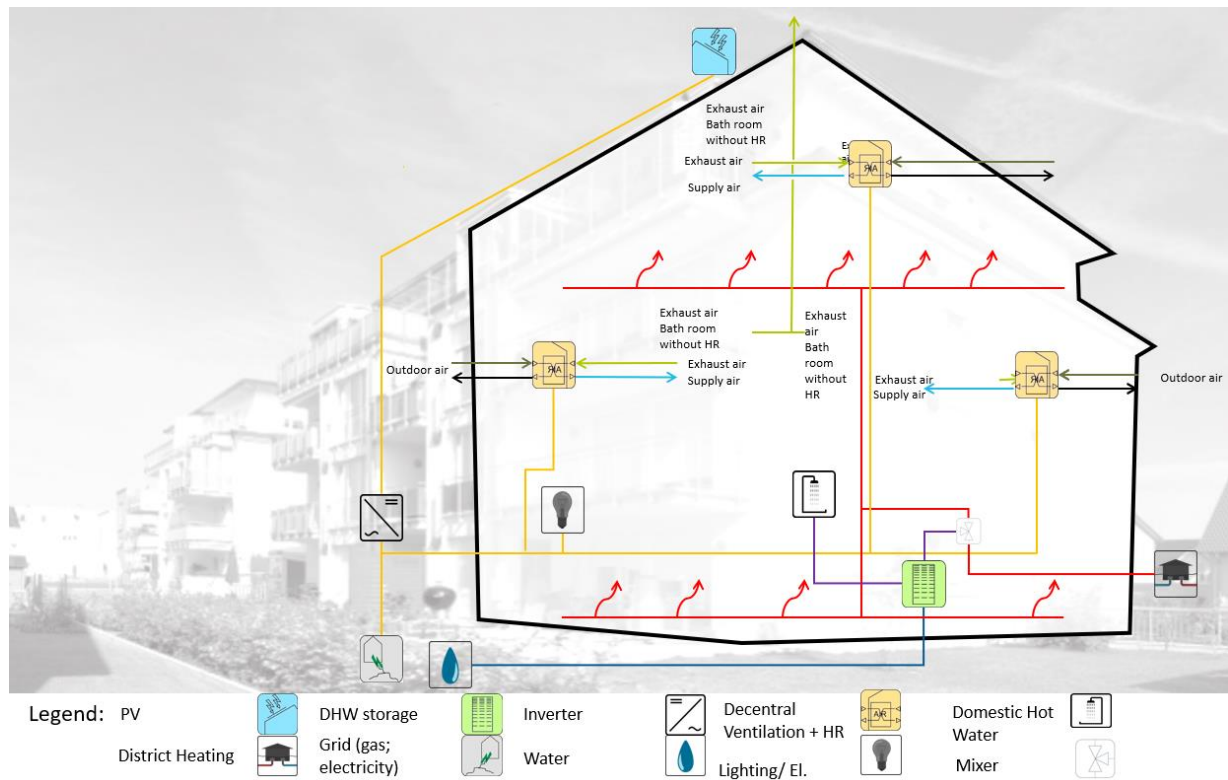 Exhaust air
Bath room
without HR
Exhaust air
Supply air
Exhaust air
Bath room
without HR
Exhaust
air
Bath
room
without
HR
Outdoor air
Exhaust air
Supply air
Exhaust air
Supply air
Outdoor air
Legend:
PV
DHW storage
Inverter
Decentral
Ventilation + HR
Domestic Hot
Water
District Heating
Grid (gas;
electricity)
Water
Lighting/ El.
Mixer